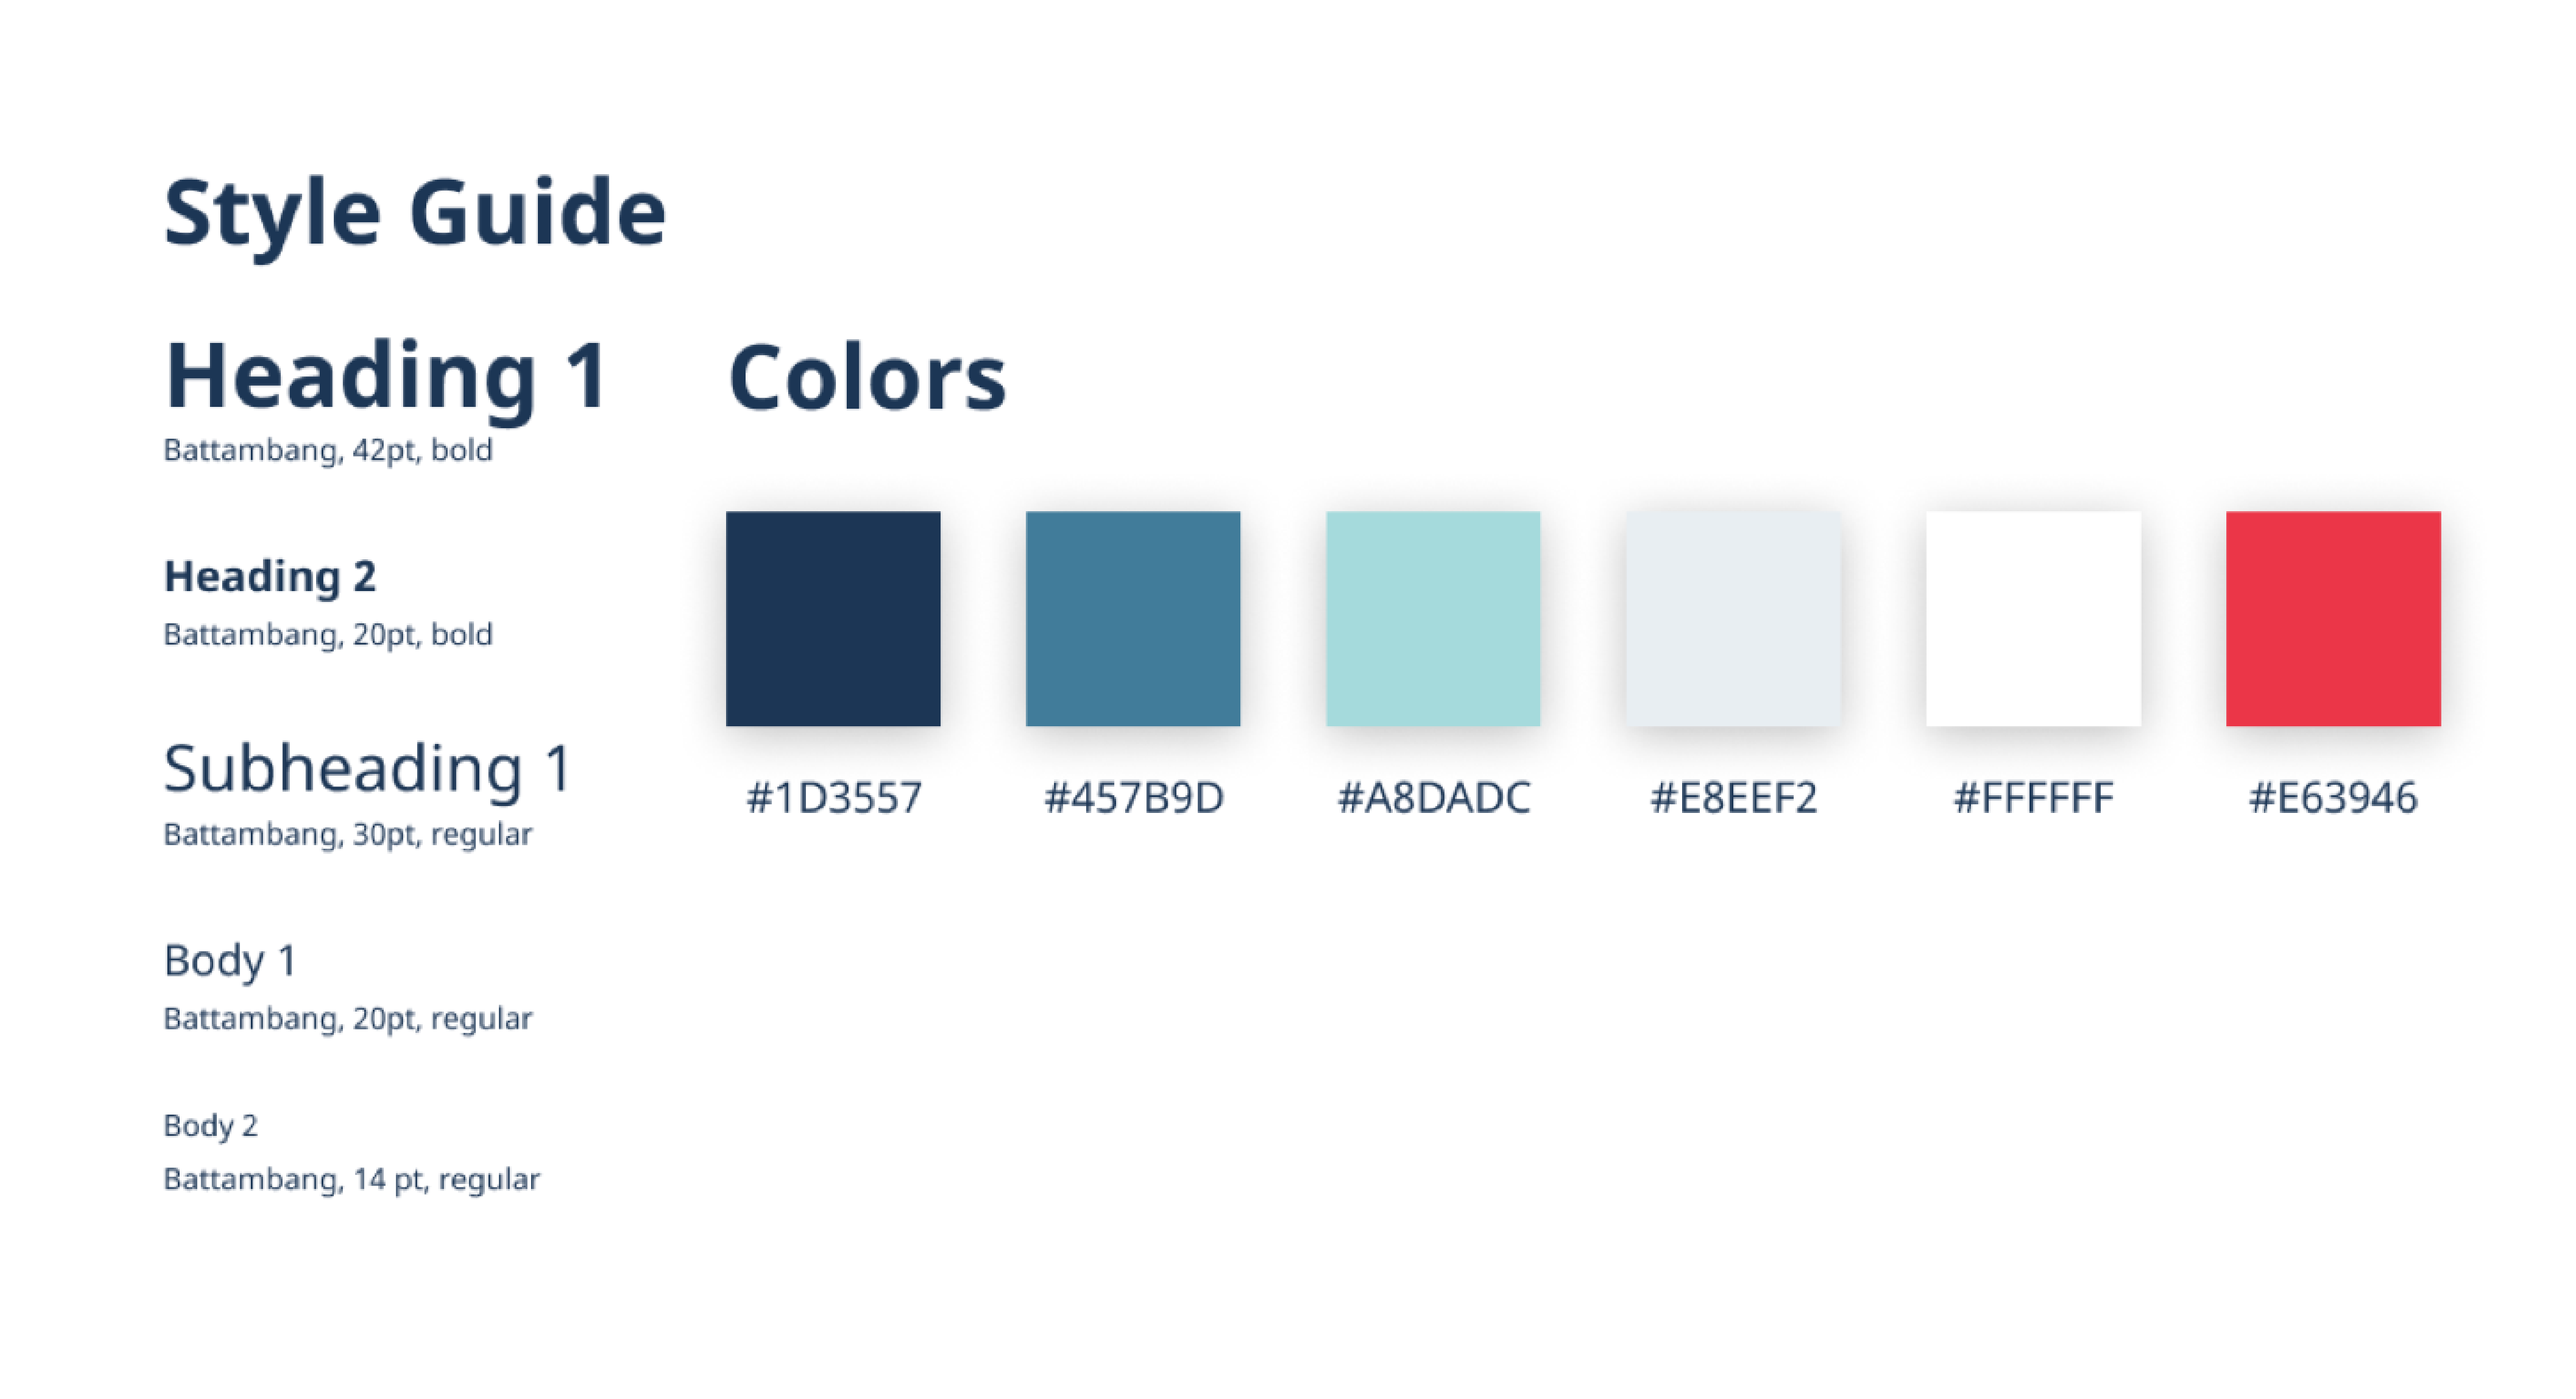 Style Guide
Heading 1
Battambang, 42pt, bold
Heading 2
Battambang, 20pt, bold
Subheading 1
Battambang, 30pt, regular
Body 1
Battambang, 20pt, regular
Body 2
Battambang, 14 pt, regular
Colors
#1D3557
#457B9D
#A8DADC
#E8EEF2
#FFFFFF
#E63946